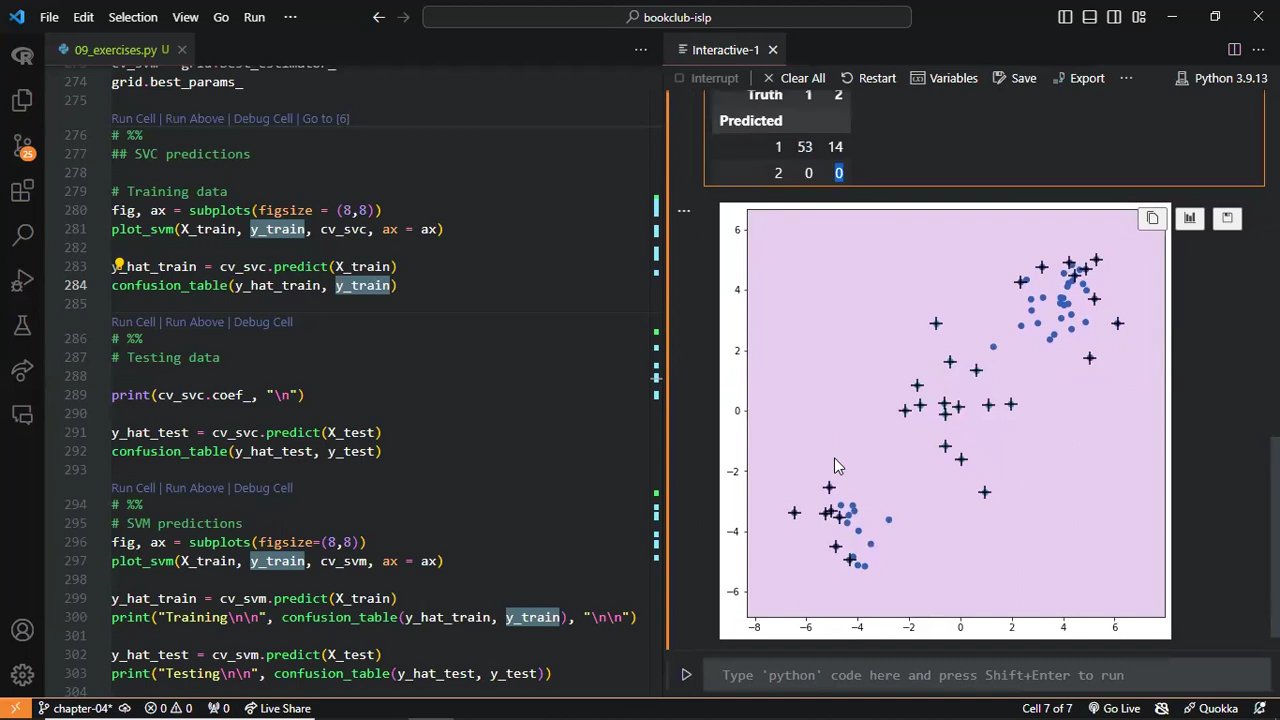 File Edit Selection View Go Run ··· bookclub-islp
09_exercises.py U
274 grid.best_params_
275
Run Cell | Run Above | Debug Cell | Go to [6]
276 # %%
277 ## SVC predictions
278
279 # Training data
280 fig, ax = subplots(figsize = (8,8))
281 plot_svm(X_train, y_train, cv_svc, ax = ax)
282
283 y_hat_train = cv_svc.predict(X_train)
284 confusion_table(y_hat_train, y_train)
285
Run Cell | Run Above | Debug Cell
286 # %%
287 # Testing data
288
289 print(cv_svc.coef_, "\n")
290
291 y_hat_test = cv_svc.predict(X_test)
292 confusion_table(y_hat_test, y_test)
293
Run Cell | Run Above | Debug Cell
294 # %%
295 # SVM predictions
296 fig, ax = subplots(figsize=(8,8))
297 plot_svm(X_train, y_train, cv_svm, ax = ax)
298
299 y_hat_train = cv_svm.predict(X_train)
300 print("Training\n\n", confusion_table(y_hat_train, y_train), "\n\n")
301
302 y_hat_test = cv_svm.predict(X_test)
303 print("Testing\n\n", confusion_table(y_hat_test, y_test))
304
25
Interactive-1
Interrupt Clear All Restart Variables Save Export ··· Python 3.9.13
Truth 1 2
Predicted
1 53 14
2 0 0
6
4
2
0
−2
−4
−6
−8 −6 −4 −2 0 2 4 6
Type 'python' code here and press Shift+Enter to run
chapter-04* 0 0 0 Live Share Cell 7 of 7 Go Live Quokka